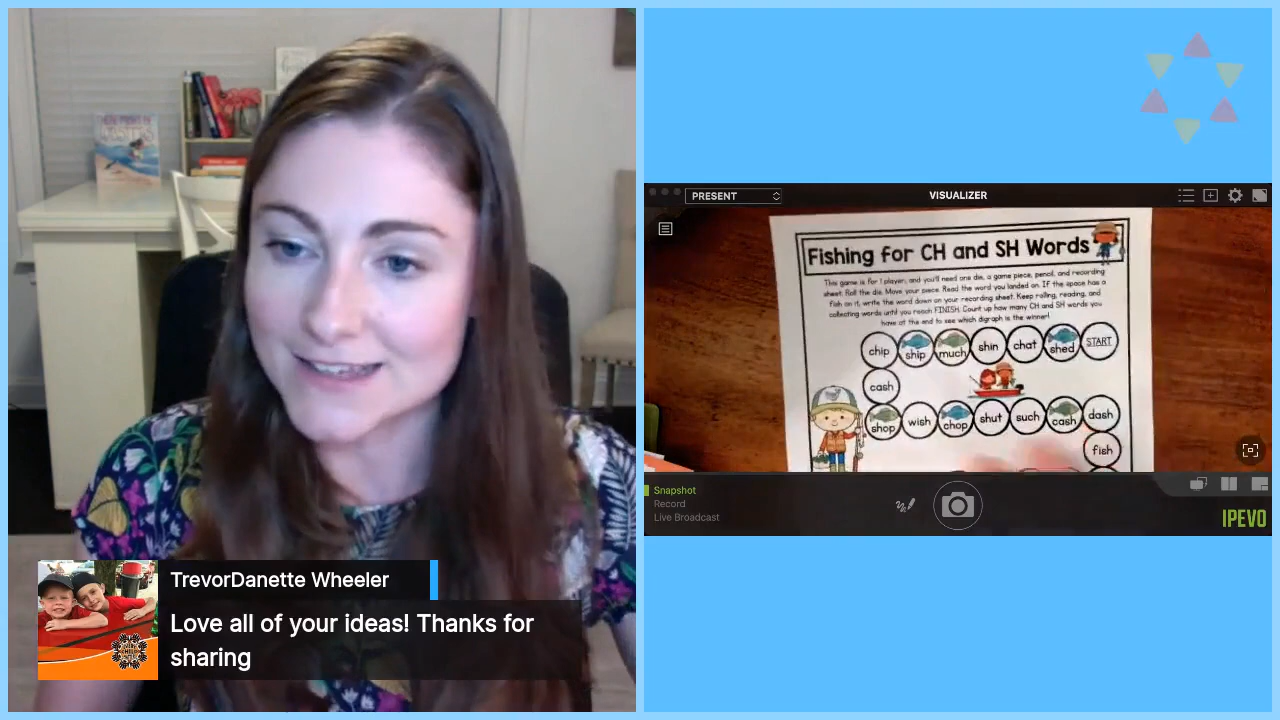 TrevorDanette Wheeler
Love all of your ideas! Thanks for
sharing
PRESENT
VISUALIZER
Fishing for CH and SH Words
This game is for 1 player, and you'll need one die, a game piece, pencil, and recording
sheet. Roll the die. Move your piece. Read the word you landed on. IF the space has a
fish on it, write the word down on your recording sheet. Keep rolling, reading, and
collecting words until you reach FINISH. Count up how many CH and SH words you
have at the end to see which digraph is the winner!
chip ship much shin chat shed START
cash
shop wish chop shut such cash dash
fish
Snapshot
Record
Live Broadcast
IPEVO